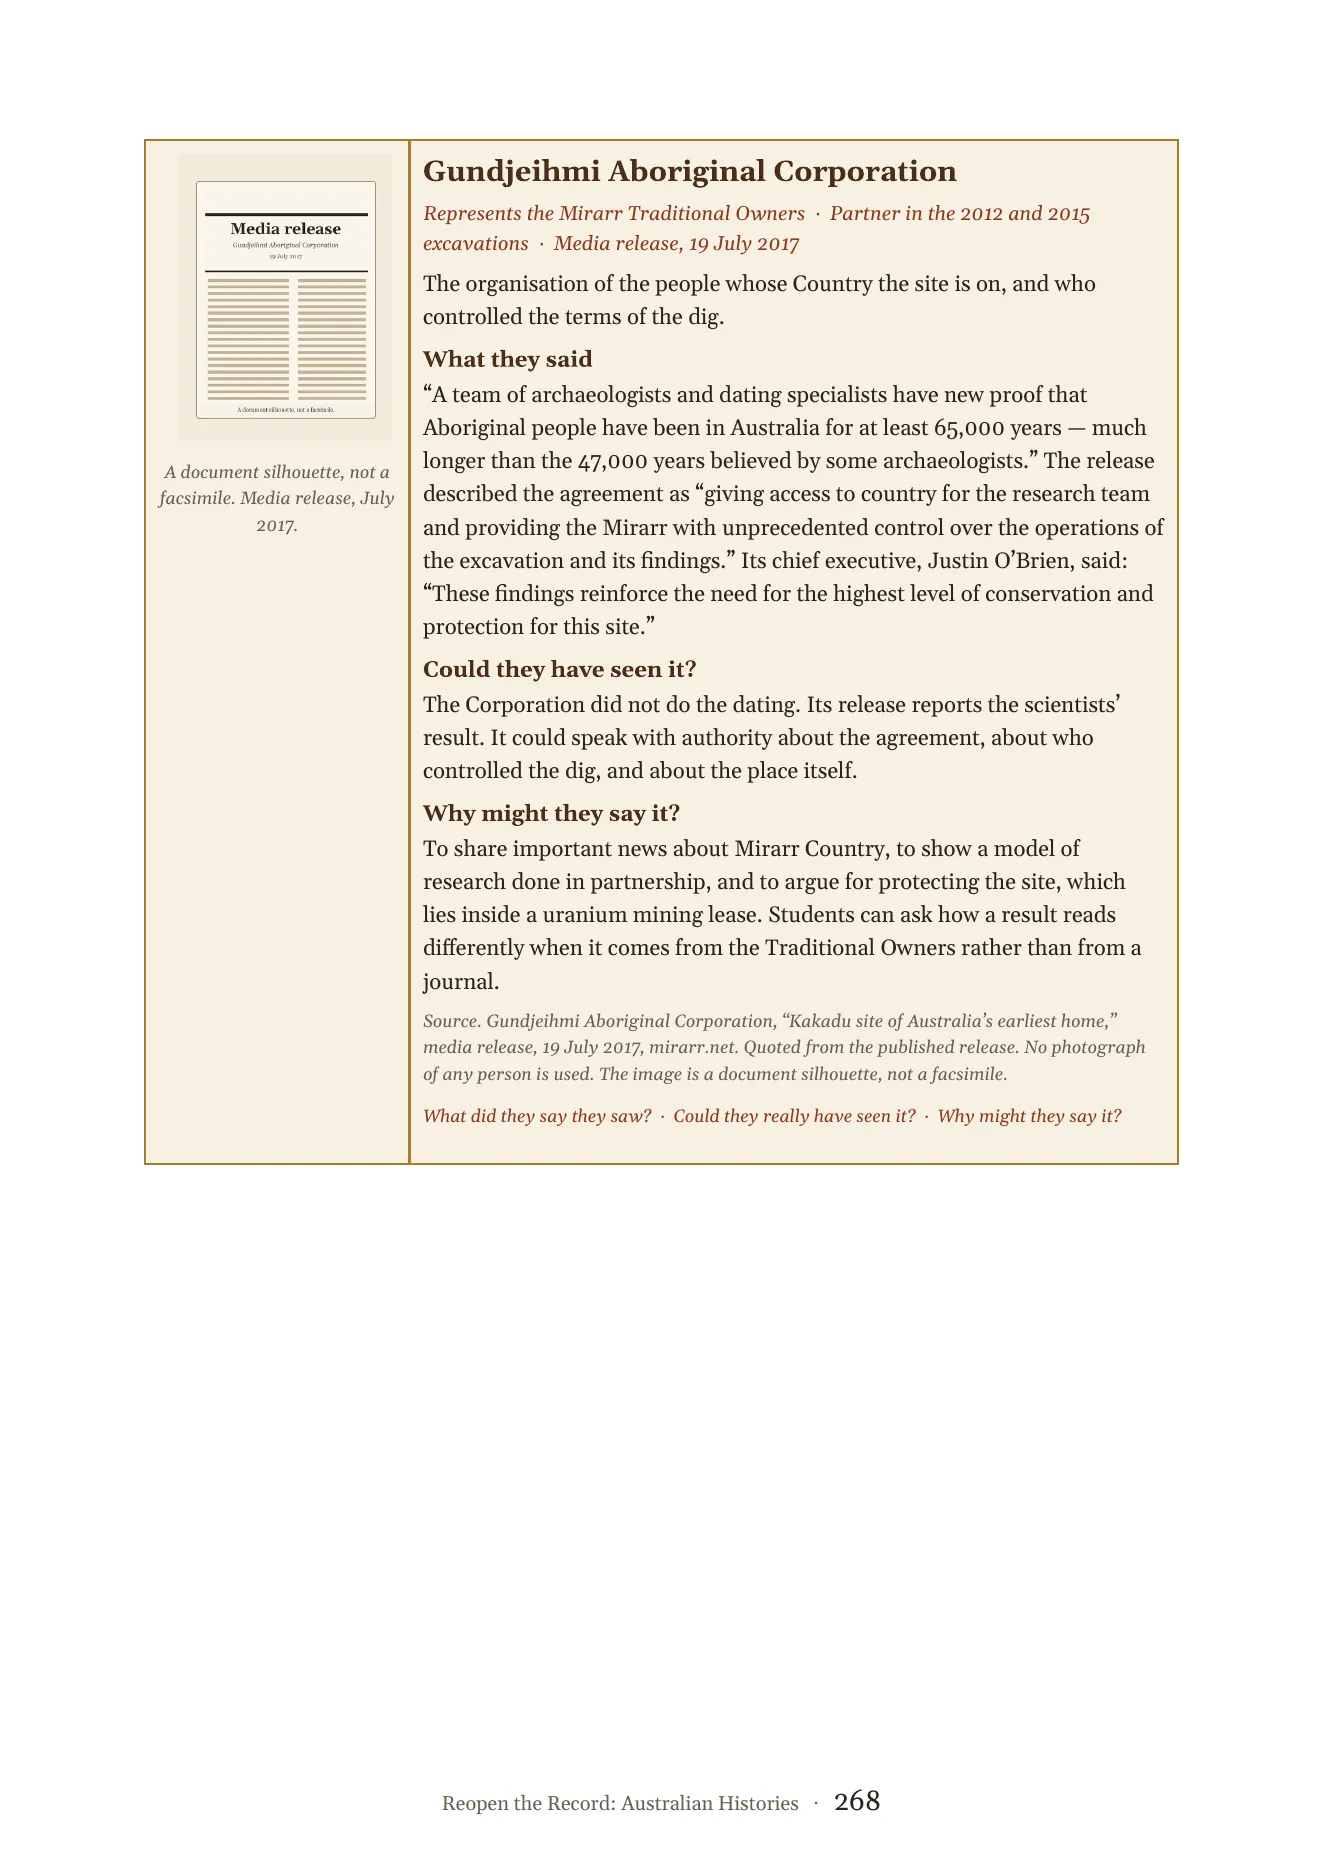 Media release
Gundjeihmi Aboriginal Corporation
19 July 2017
A document silhouette, not a facsimile.
A document silhouette, not a
facsimile. Media release, July
2017.
Gundjeihmi Aboriginal Corporation
Represents the Mirarr Traditional Owners · Partner in the 2012 and 2015
excavations · Media release, 19 July 2017
The organisation of the people whose Country the site is on, and who
controlled the terms of the dig.
What they said
“A team of archaeologists and dating specialists have new proof that
Aboriginal people have been in Australia for at least 65,000 years — much
longer than the 47,000 years believed by some archaeologists.” The release
described the agreement as “giving access to country for the research team
and providing the Mirarr with unprecedented control over the operations of
the excavation and its findings.” Its chief executive, Justin O’Brien, said:
“These findings reinforce the need for the highest level of conservation and
protection for this site.”
Could they have seen it?
The Corporation did not do the dating. Its release reports the scientists’
result. It could speak with authority about the agreement, about who
controlled the dig, and about the place itself.
Why might they say it?
To share important news about Mirarr Country, to show a model of
research done in partnership, and to argue for protecting the site, which
lies inside a uranium mining lease. Students can ask how a result reads
differently when it comes from the Traditional Owners rather than from a
journal.
Source. Gundjeihmi Aboriginal Corporation, “Kakadu site of Australia’s earliest home,”
media release, 19 July 2017, mirarr.net. Quoted from the published release. No photograph
of any person is used. The image is a document silhouette, not a facsimile.
What did they say they saw? · Could they really have seen it? · Why might they say it?
Reopen the Record: Australian Histories · 268